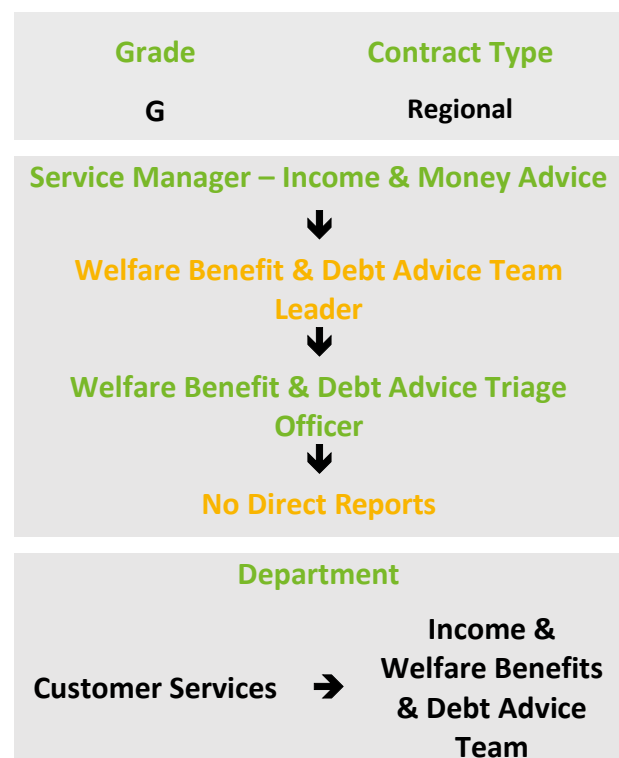 Grade Contract Type
G Regional
Service Manager – Income & Money Advice
Welfare Benefit & Debt Advice Team
Leader
Welfare Benefit & Debt Advice Triage
Officer
No Direct Reports
Department
Customer Services
Income &
Welfare Benefits
& Debt Advice
Team